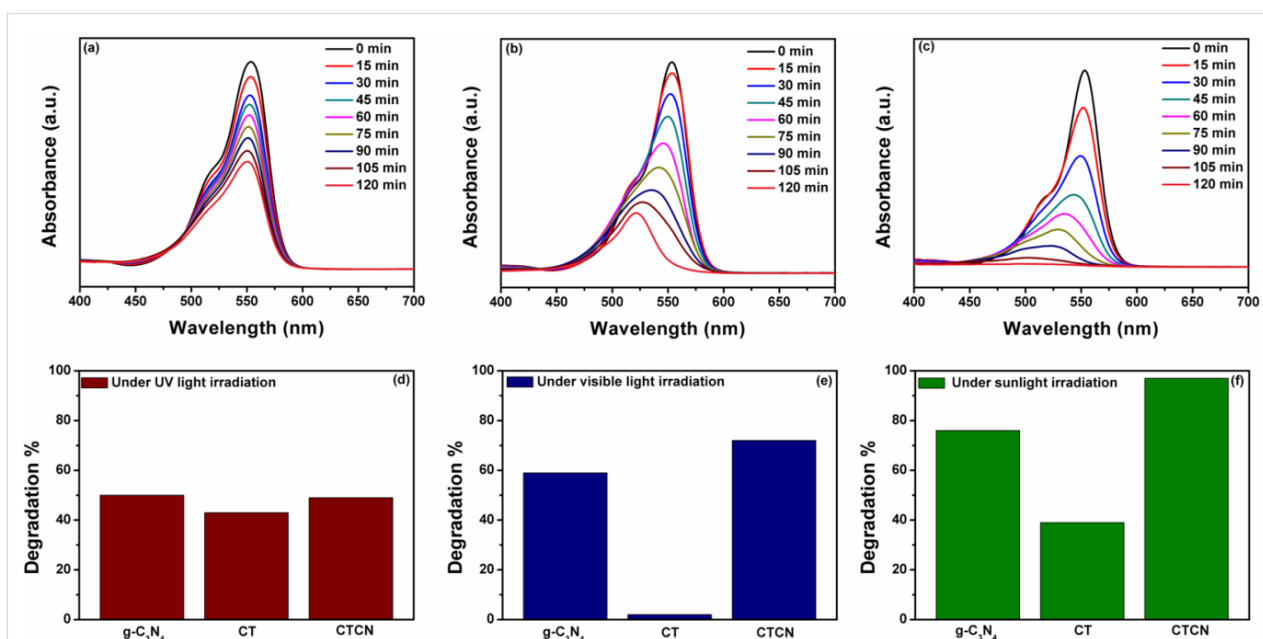 (a)
0 min
15 min
30 min
45 min
60 min
75 min
90 min
105 min
120 min
Absorbance (a.u.)
400 450 500 550 600 650 700
Wavelength (nm)
(b)
0 min
15 min
30 min
45 min
60 min
75 min
90 min
105 min
120 min
Absorbance (a.u.)
400 450 500 550 600 650 700
Wavelength (nm)
(c)
0 min
15 min
30 min
45 min
60 min
75 min
90 min
105 min
120 min
Absorbance (a.u.)
400 450 500 550 600 650 700
Wavelength (nm)
Under UV light irradiation (d)
100
80
60
40
20
0
Degradation %
g-C₃N₄ CT CTCN
Under visible light irradiation (e)
100
80
60
40
20
0
Degradation %
g-C₃N₄ CT CTCN
Under sunlight irradiation (f)
100
80
60
40
20
0
Degradation %
g-C₃N₄ CT CTCN